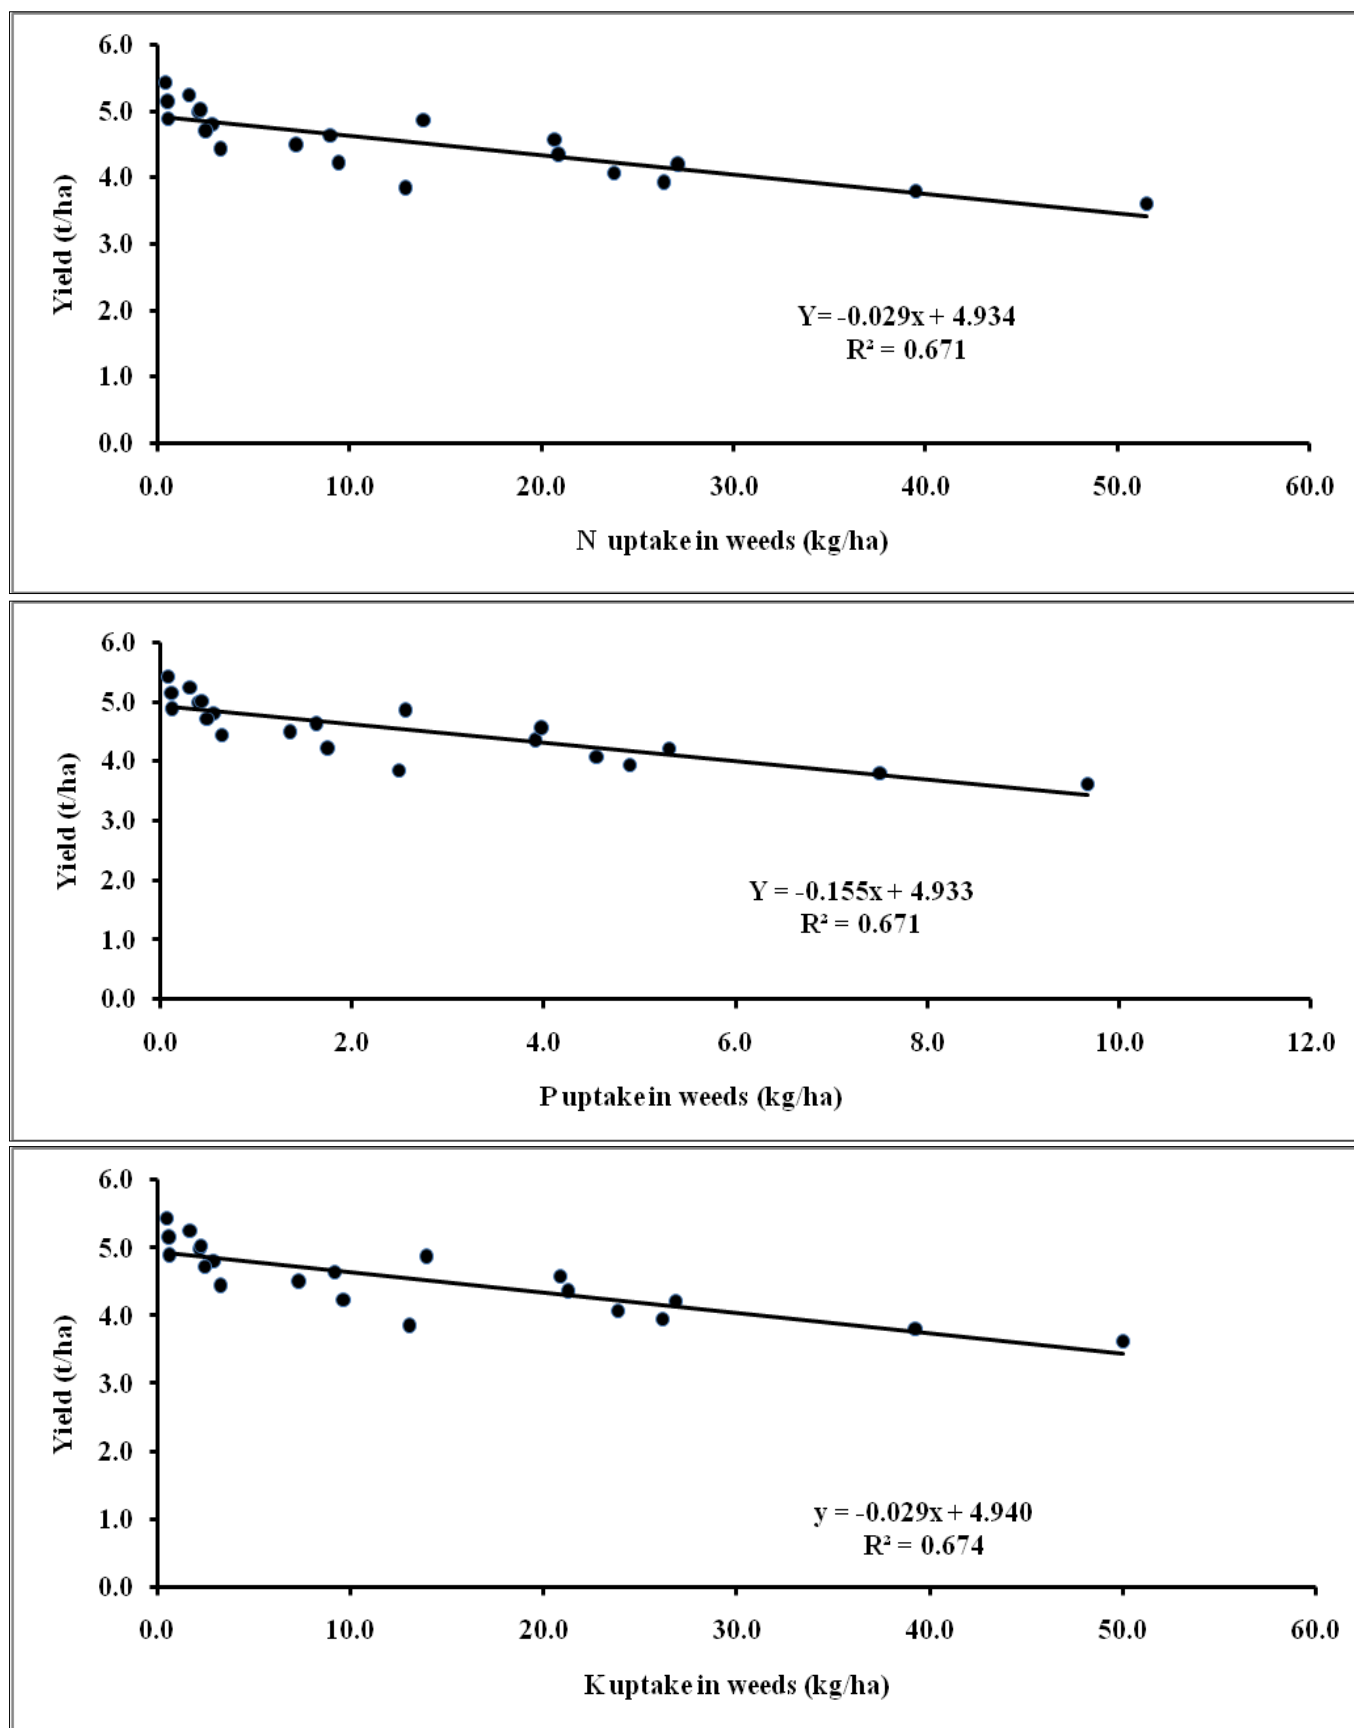 6.0
5.0
4.0
3.0
2.0
1.0
0.0
Yield (t/ha)
Y= -0.029x + 4.934
R² = 0.671
0.0 10.0 20.0 30.0 40.0 50.0 60.0
N uptake in weeds (kg/ha)
6.0
5.0
4.0
3.0
2.0
1.0
0.0
Yield (t/ha)
Y = -0.155x + 4.933
R² = 0.671
0.0 2.0 4.0 6.0 8.0 10.0 12.0
P uptake in weeds (kg/ha)
6.0
5.0
4.0
3.0
2.0
1.0
0.0
Yield (t/ha)
y = -0.029x + 4.940
R² = 0.674
0.0 10.0 20.0 30.0 40.0 50.0 60.0
K uptake in weeds (kg/ha)